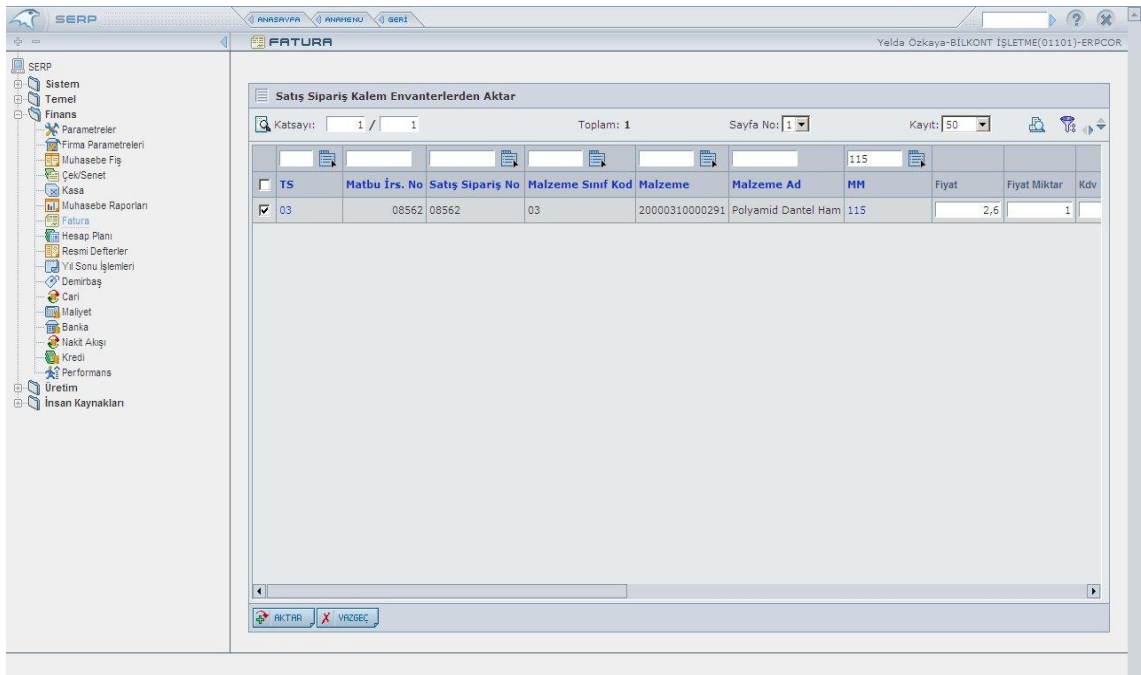 SERP ANASAYFA ANAMENU GERİ
FATURA Yelda Özkaya-BİLKONT İŞLETME(01101)-ERPCOR
SERP
Sistem
Temel
Finans
Parametreler
Firma Parametreleri
Muhasebe Fiş
Çek/Senet
Kasa
Muhasebe Raporları
Fatura
Hesap Planı
Resmi Defterler
Yıl Sonu İşlemleri
Demirbaş
Cari
Maliyet
Banka
Nakit Akışı
Kredi
Performans
Üretim
İnsan Kaynakları
Satış Sipariş Kalem Envanterlerden Aktar
Katsayı: 1 / 1 Toplam: 1 Sayfa No: 1 Kayıt: 50
115
TS Matbu İrs. No Satış Sipariş No Malzeme Sınıf Kod Malzeme Malzeme Ad MM Fiyat Fiyat Miktar Kdv
03 08562 08562 03 20000310000291 Polyamid Dantel Ham 115 2,6 1
AKTAR VAZGEÇ